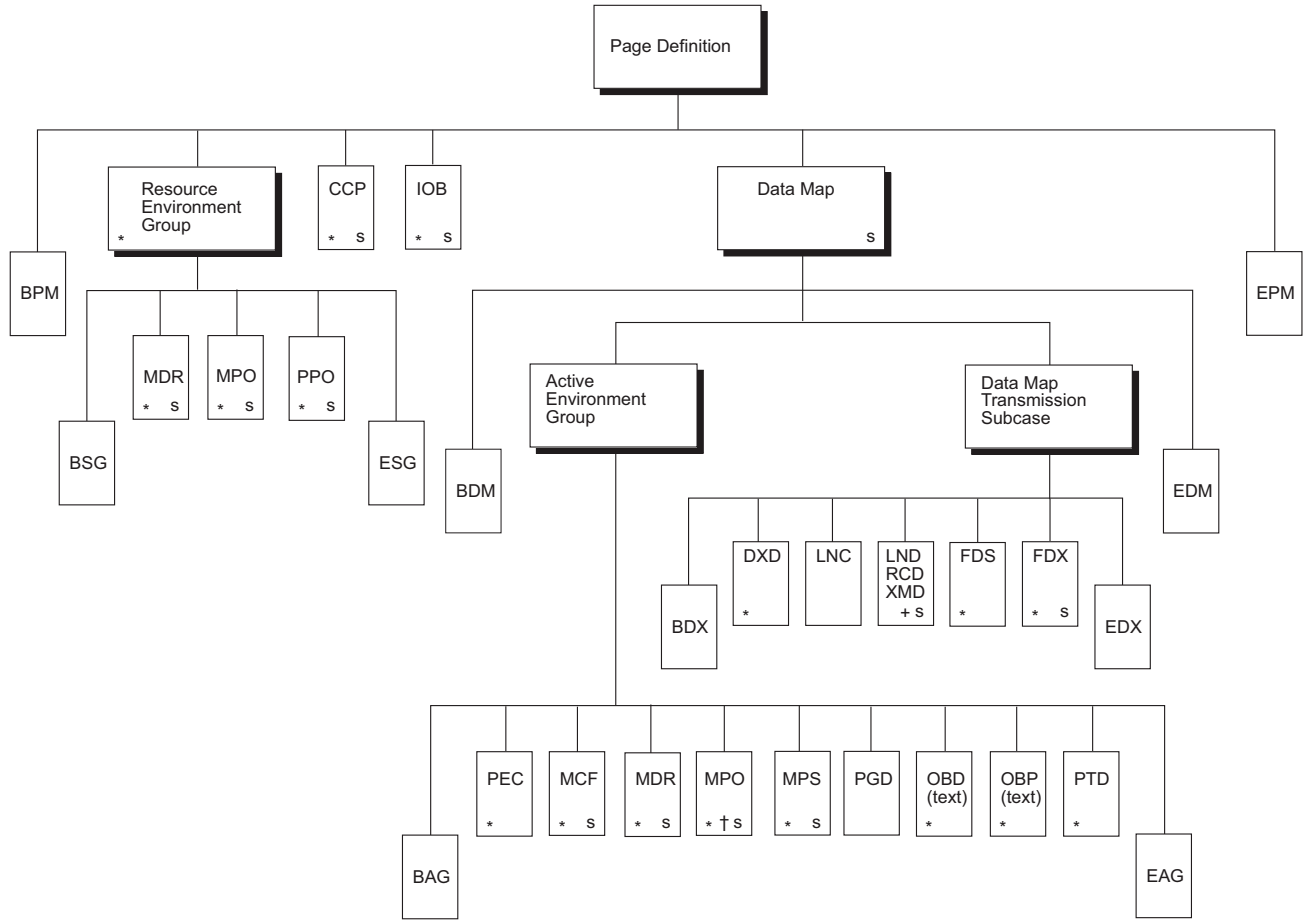 Page Definition
Resource
Environment
Group
*
CCP
* s
IOB
* s
Data Map
s
BPM
EPM
MDR
* s
MPO
* s
PPO
* s
BSG
ESG
Active
Environment
Group
Data Map
Transmission
Subcase
BDM
EDM
DXD
*
LNC
LND
RCD
XMD
+ s
FDS
*
FDX
* s
BDX
EDX
PEC
*
MCF
* s
MDR
* s
MPO
* † s
MPS
* s
PGD
OBD
(text)
*
OBP
(text)
*
PTD
*
BAG
EAG